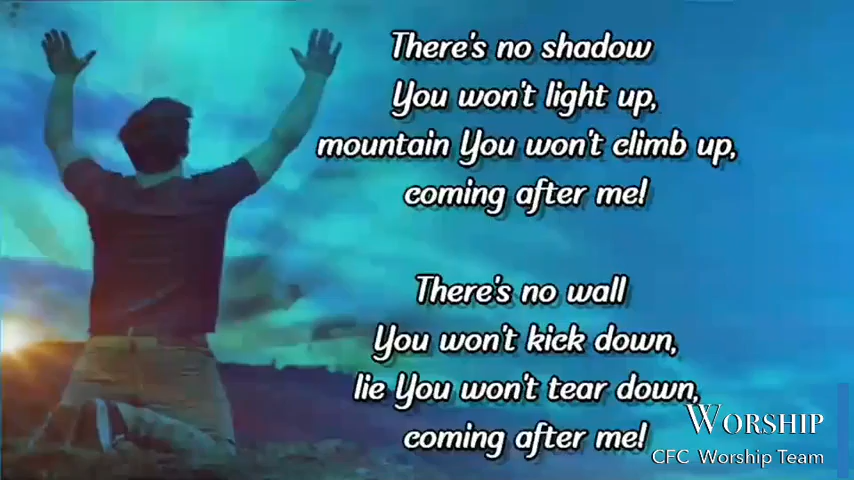 There's no shadow
You won't light up,
mountain You won't climb up,
coming after me!
There's no wall
You won't kick down,
lie You won't tear down,
coming after me!
WORSHIP
CFC Worship Team